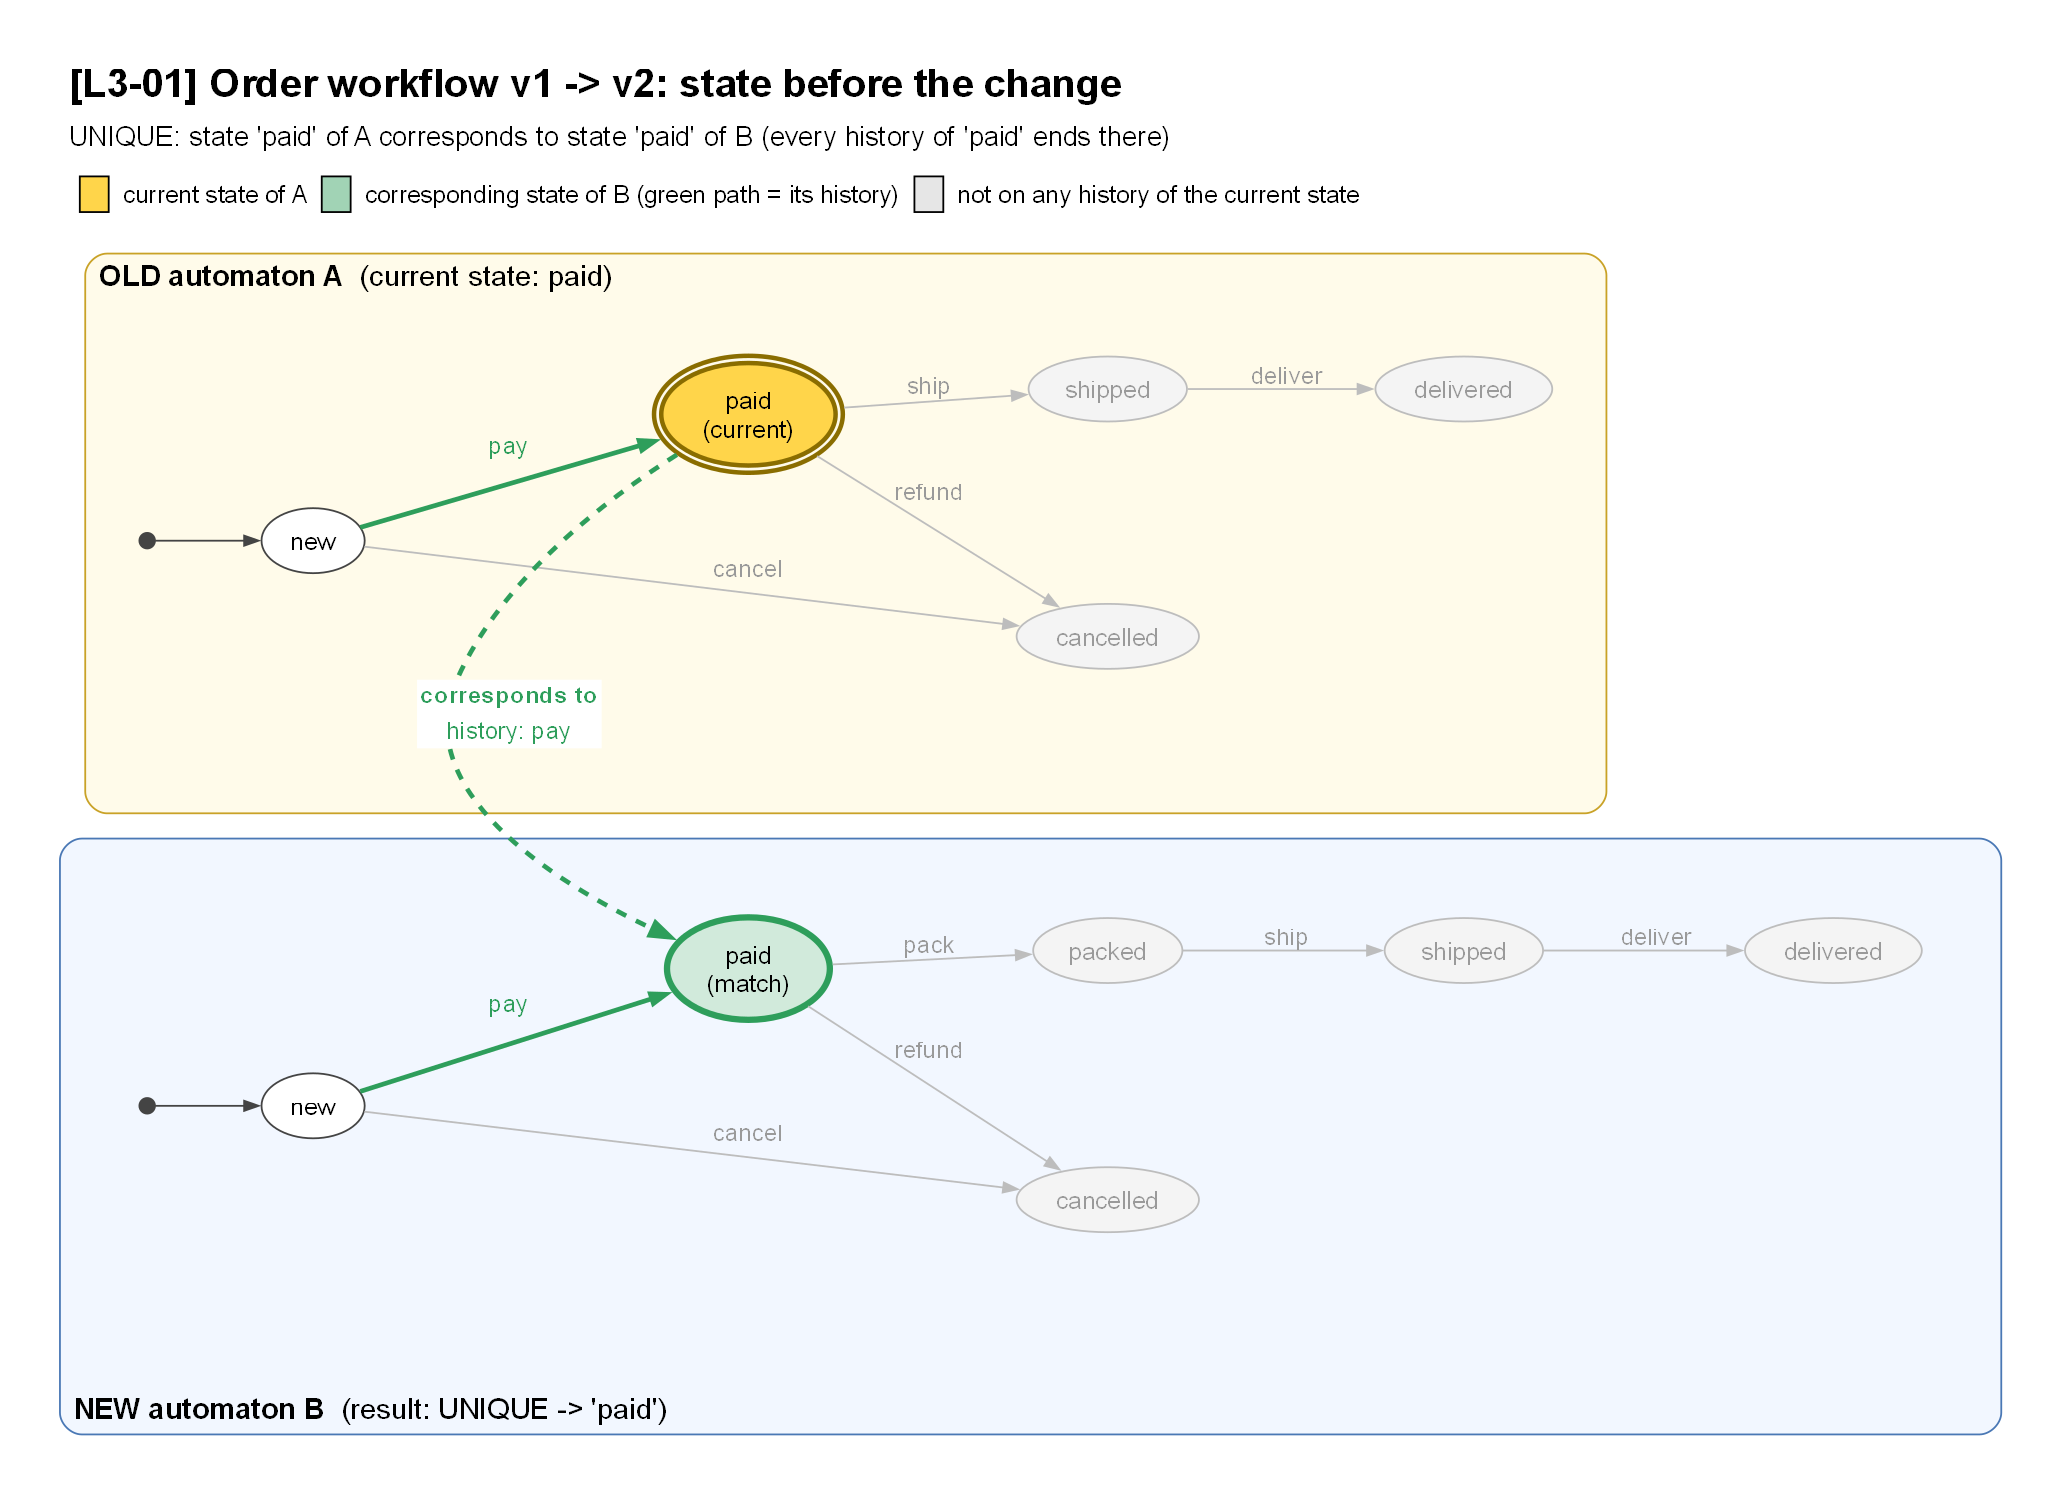 [L3-01] Order workflow v1 -> v2: state before the change
UNIQUE: state 'paid' of A corresponds to state 'paid' of B (every history of 'paid' ends there)
current state of A
corresponding state of B (green path = its history)
not on any history of the current state
OLD automaton A (current state: paid)
paid
(current)
ship
shipped
deliver
delivered
pay
refund
new
cancel
cancelled
corresponds to
history: pay
paid
(match)
pack
packed
ship
shipped
deliver
delivered
pay
refund
new
cancel
cancelled
NEW automaton B (result: UNIQUE -> 'paid')